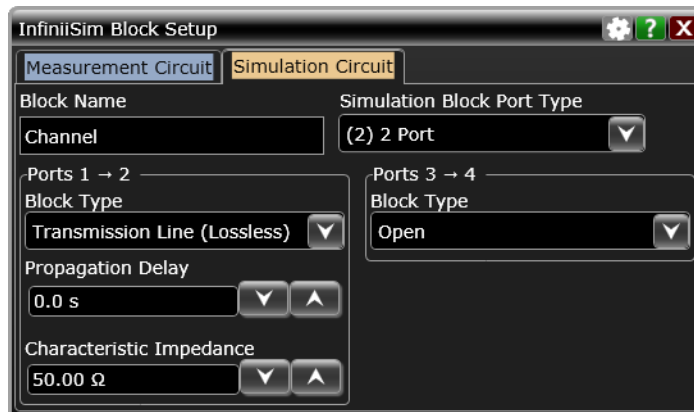 InfiniiSim Block Setup ? X
Measurement Circuit Simulation Circuit
Block Name Simulation Block Port Type
Channel (2) 2 Port
Ports 1 → 2 Ports 3 → 4
Block Type Block Type
Transmission Line (Lossless) Open
Propagation Delay
0.0 s
Characteristic Impedance
50.00 Ω